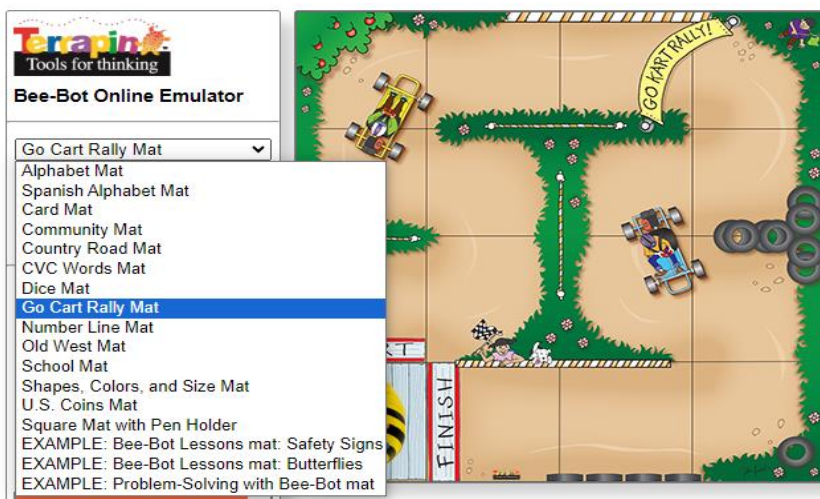 Terrapin
Tools for thinking
Bee-Bot Online Emulator
Go Cart Rally Mat
Alphabet Mat
Spanish Alphabet Mat
Card Mat
Community Mat
Country Road Mat
CVC Words Mat
Dice Mat
Go Cart Rally Mat
Number Line Mat
Old West Mat
School Mat
Shapes, Colors, and Size Mat
U.S. Coins Mat
Square Mat with Pen Holder
EXAMPLE: Bee-Bot Lessons mat: Safety Signs
EXAMPLE: Bee-Bot Lessons mat: Butterflies
EXAMPLE: Problem-Solving with Bee-Bot mat
GO KART RALLY!
RT
FINISH